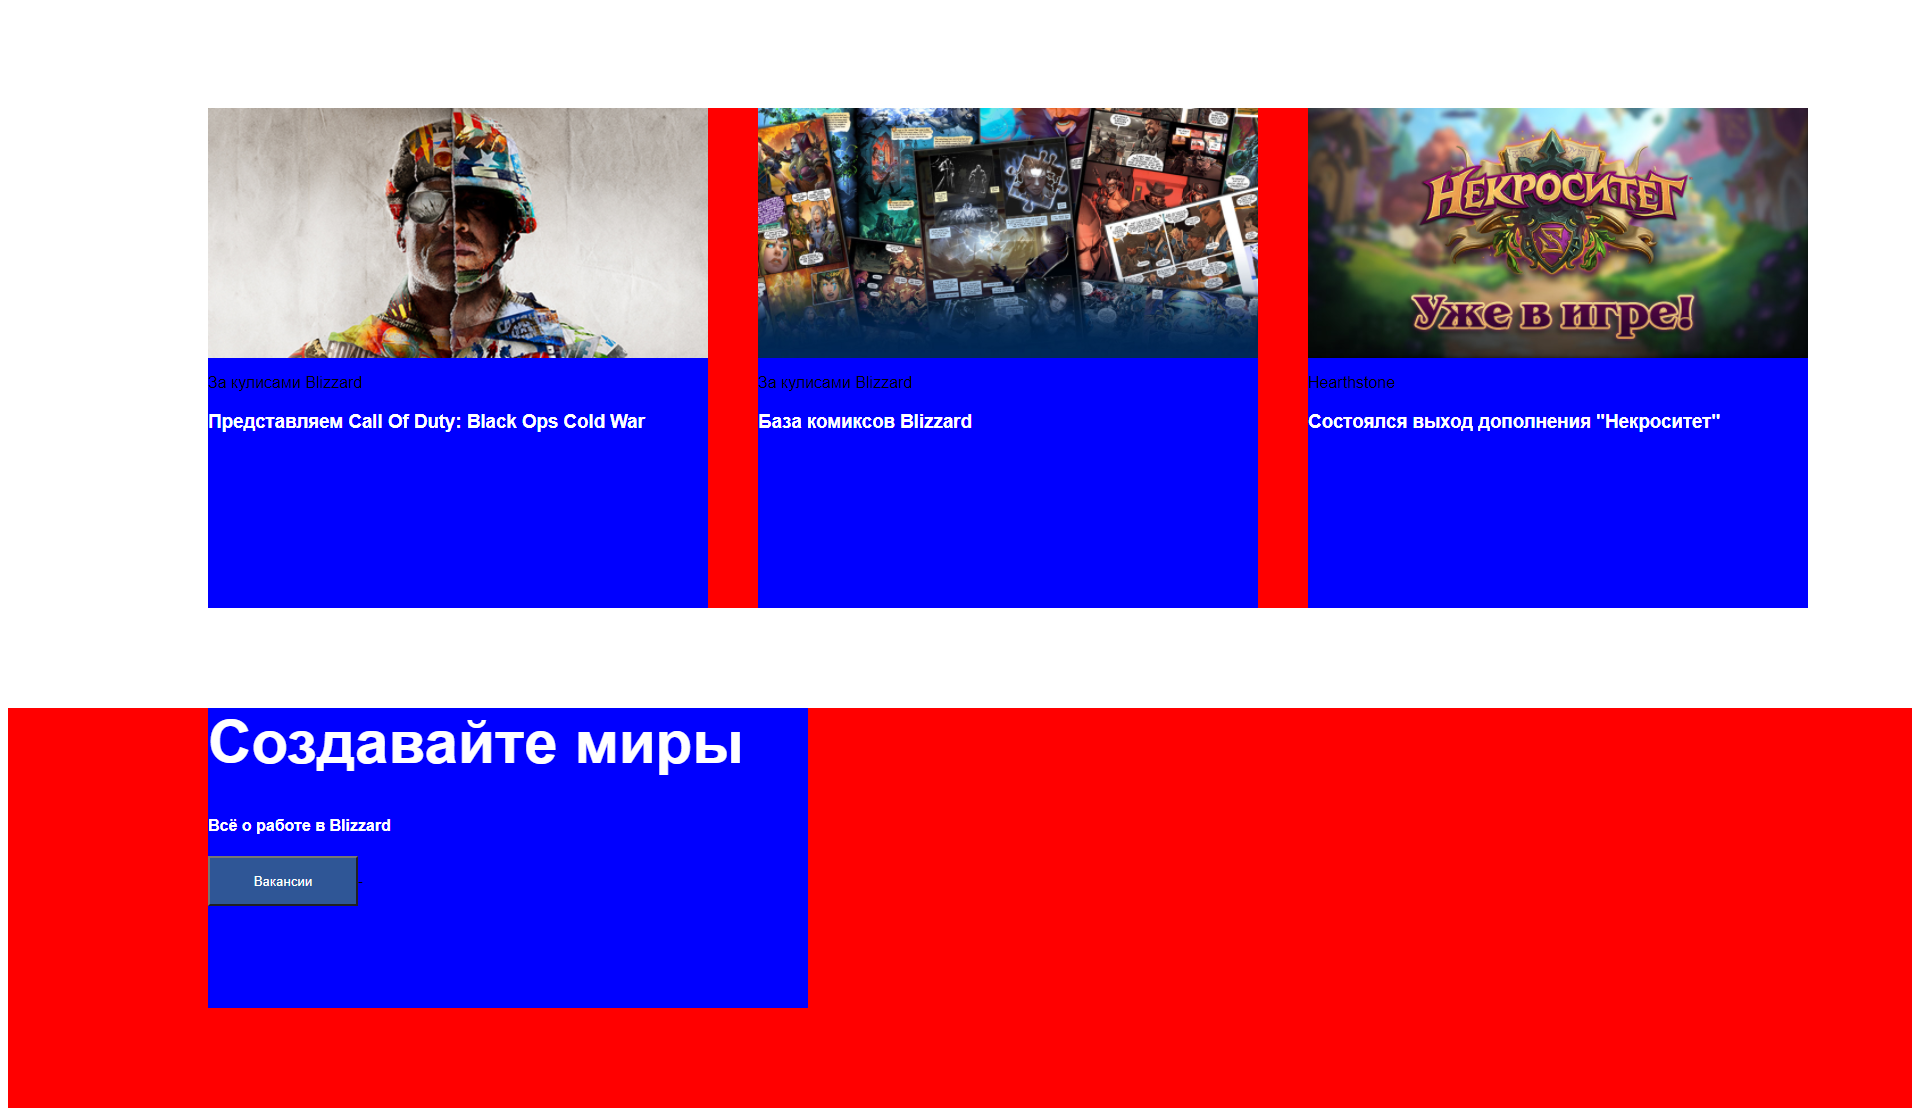 НЕКРОСИТЕТ
Уже в игре!
За кулисами Blizzard
За кулисами Blizzard
Hearthstone
Представляем Call Of Duty: Black Ops Cold War
База комиксов Blizzard
Состоялся выход дополнения "Некроситет"
Создавайте миры
Всё о работе в Blizzard
Вакансии